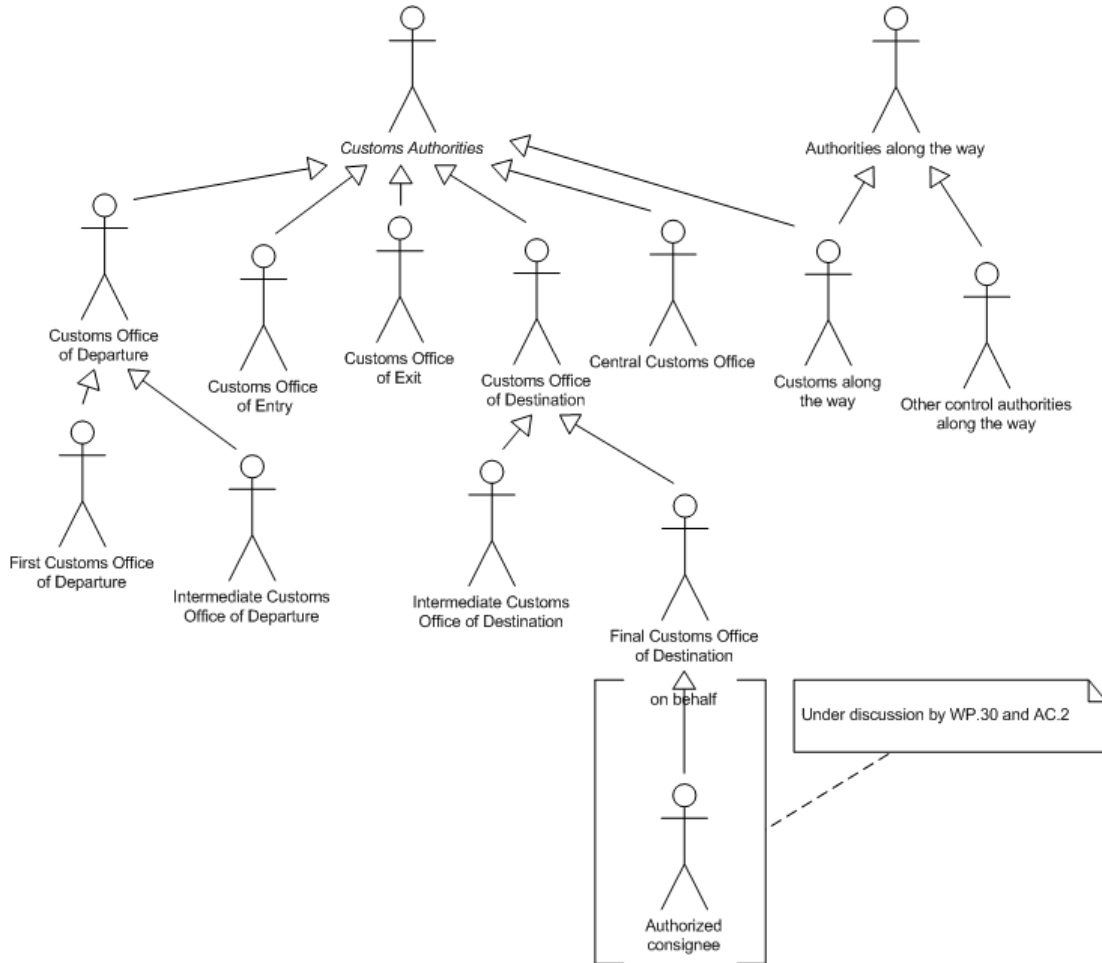 Customs Authorities
Authorities along the way
Customs Office
of Departure
Customs Office
of Entry
Customs Office
of Exit
Customs Office
of Destination
Central Customs Office
Customs along
the way
Other control authorities
along the way
First Customs Office
of Departure
Intermediate Customs
Office of Departure
Intermediate Customs
Office of Destination
Final Customs Office
of Destination
on behalf
Under discussion by WP.30 and AC.2
Authorized
consignee